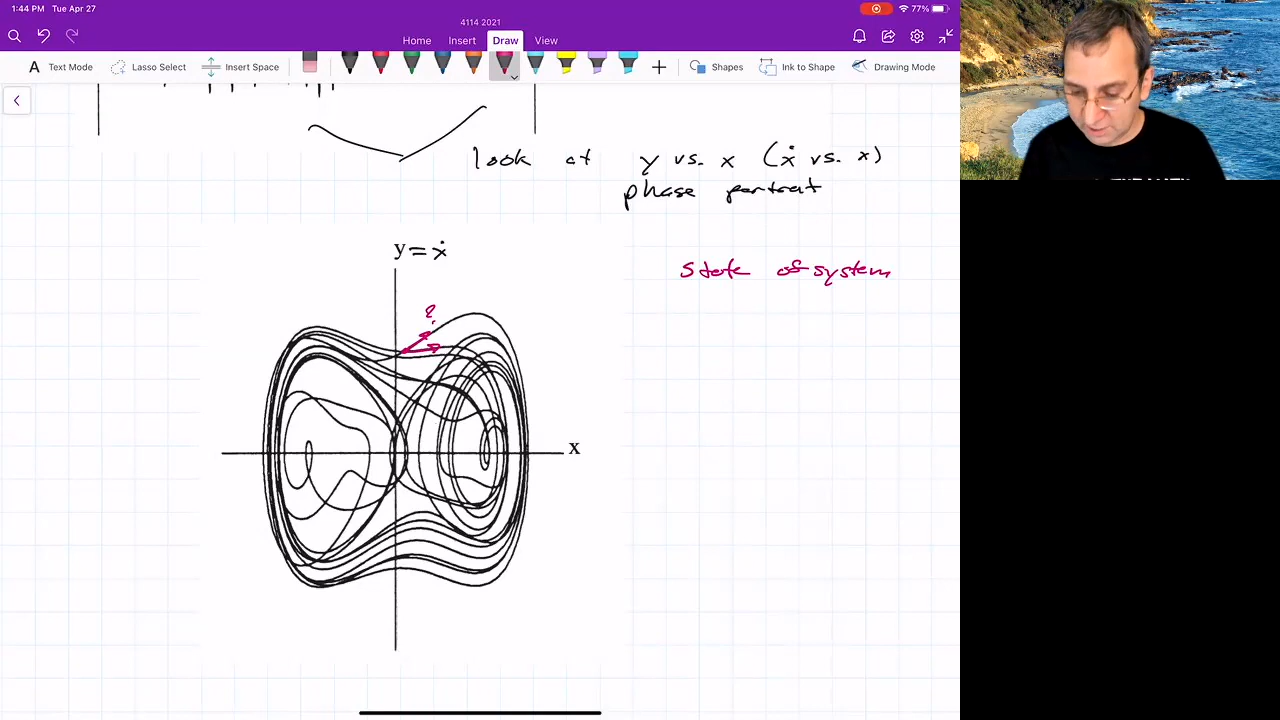 1:44 PM Tue Apr 27
77%
4114 2021
Home Insert Draw View
Text Mode Lasso Select Insert Space Shapes Ink to Shape Drawing Mode
look at y vs. x (ẋ vs. x)
phase portrait
y = ẋ
state of system
?
x